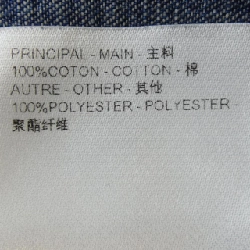 PRINCIPAL - MAIN - 主料
100%COTON - COTTON - 棉
AUTRE - OTHER - 其他
100%POLYESTER - POLYESTER -
聚酯纤维